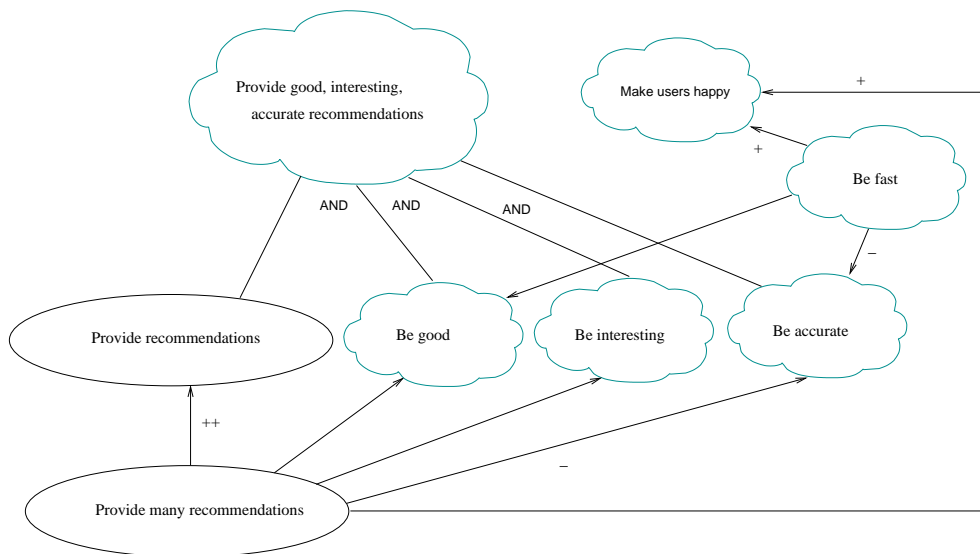 Provide good, interesting,
accurate recommendations
Make users happy
+
+
Be fast
AND
AND
AND
–
Provide recommendations
Be good
Be interesting
Be accurate
++
–
Provide many recommendations